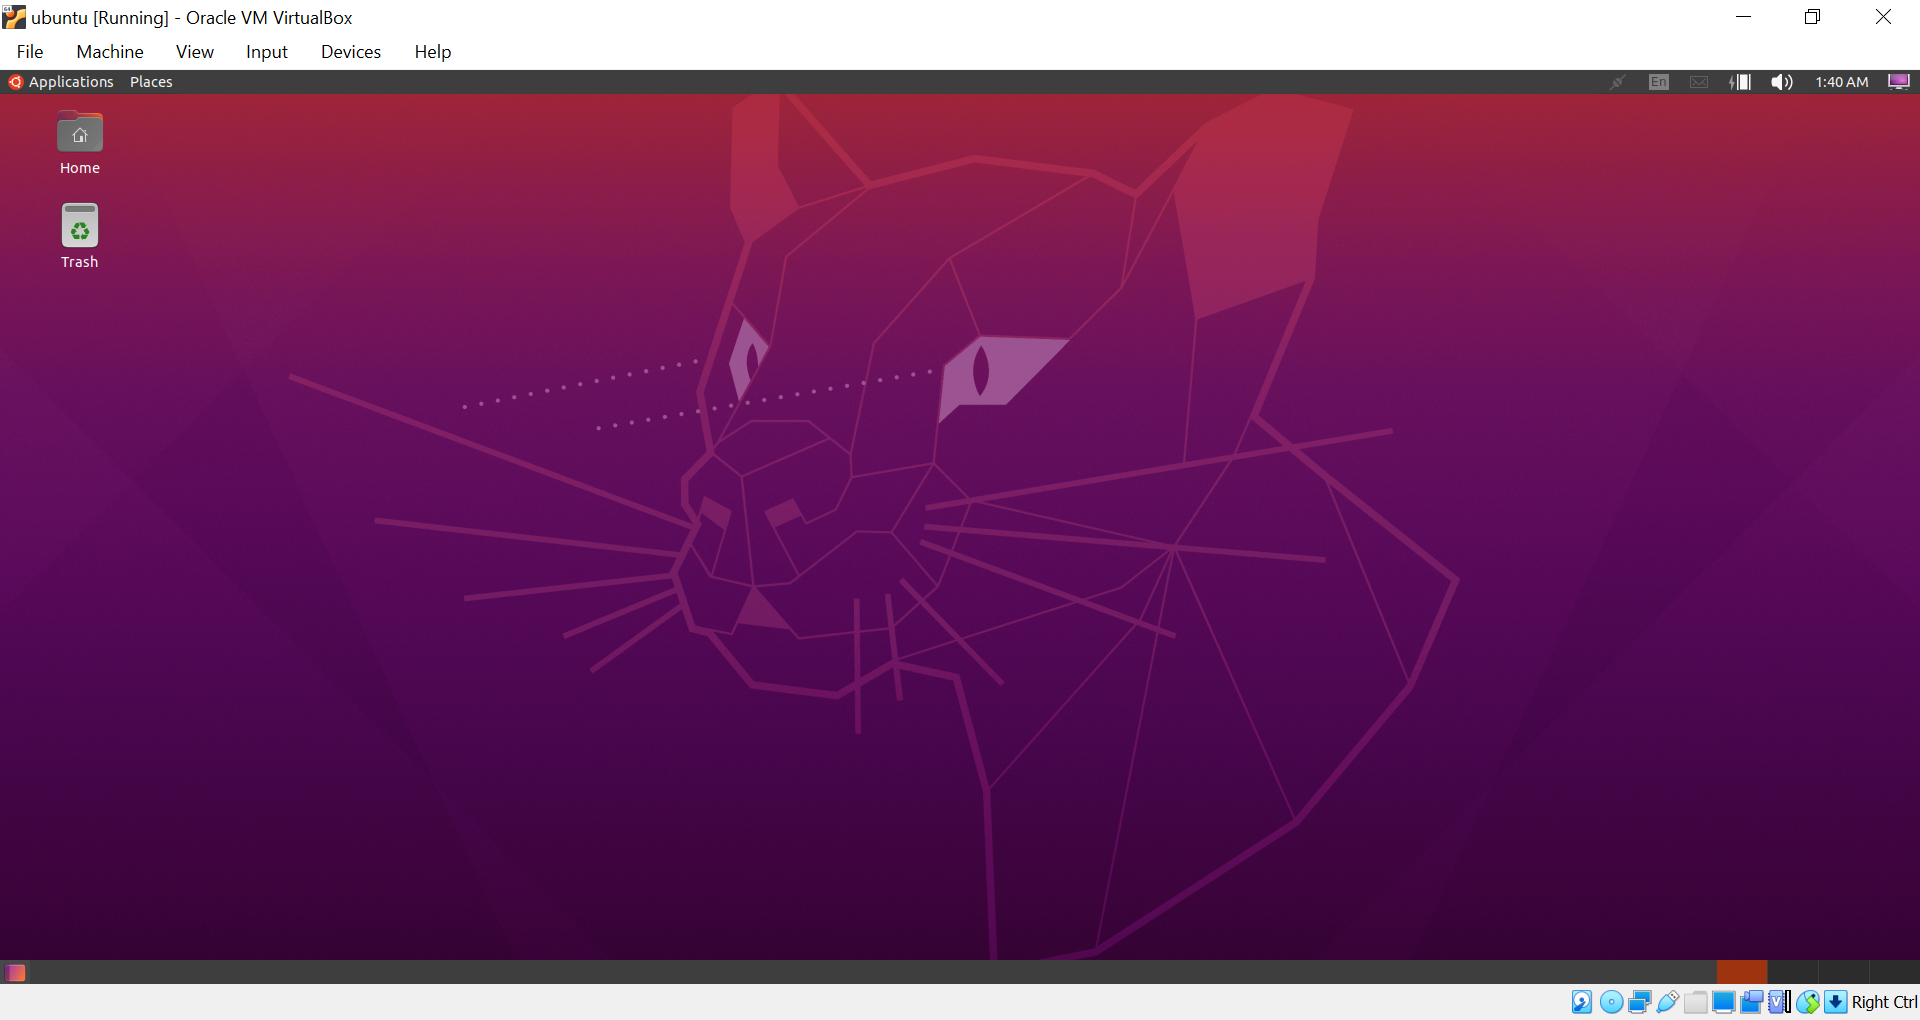 ubuntu [Running] - Oracle VM VirtualBox
File Machine View Input Devices Help
Applications Places En 1:40 AM
Home
Trash
Right Ctrl